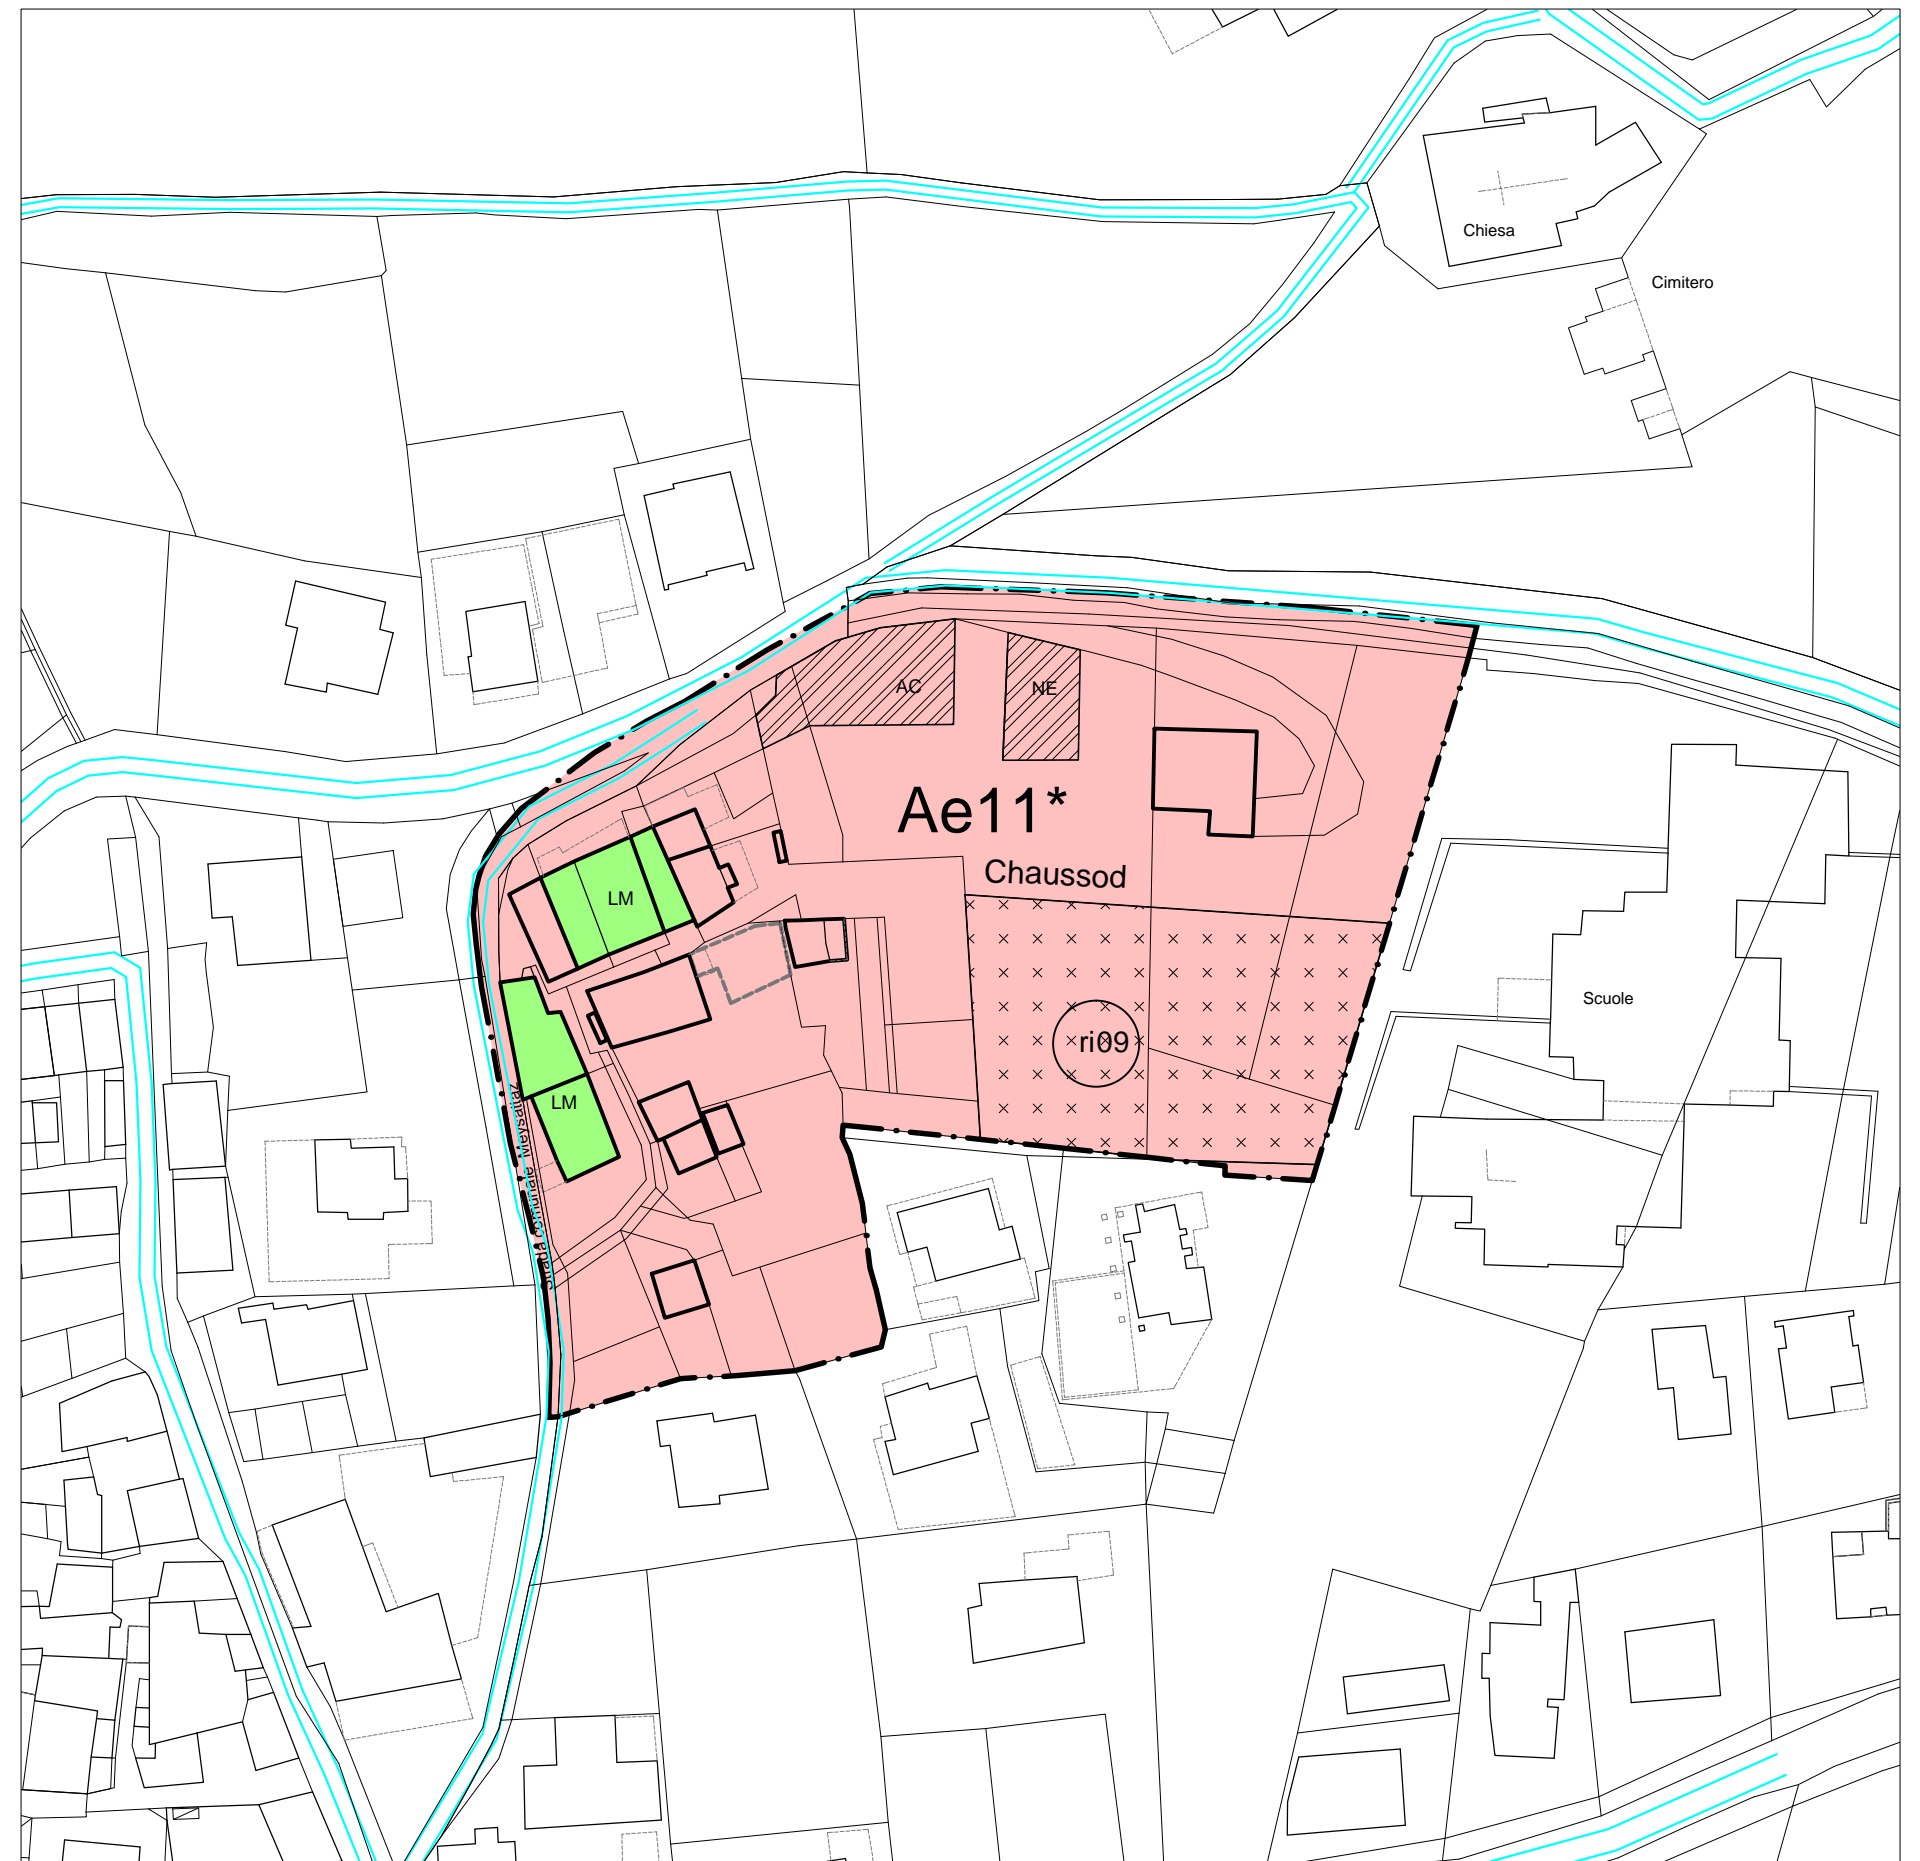 Chiesa
Cimitero
AC
NE
Ae11*
Chaussod
LM
Scuole
ri09
LM
Strada comunale Meysattaz